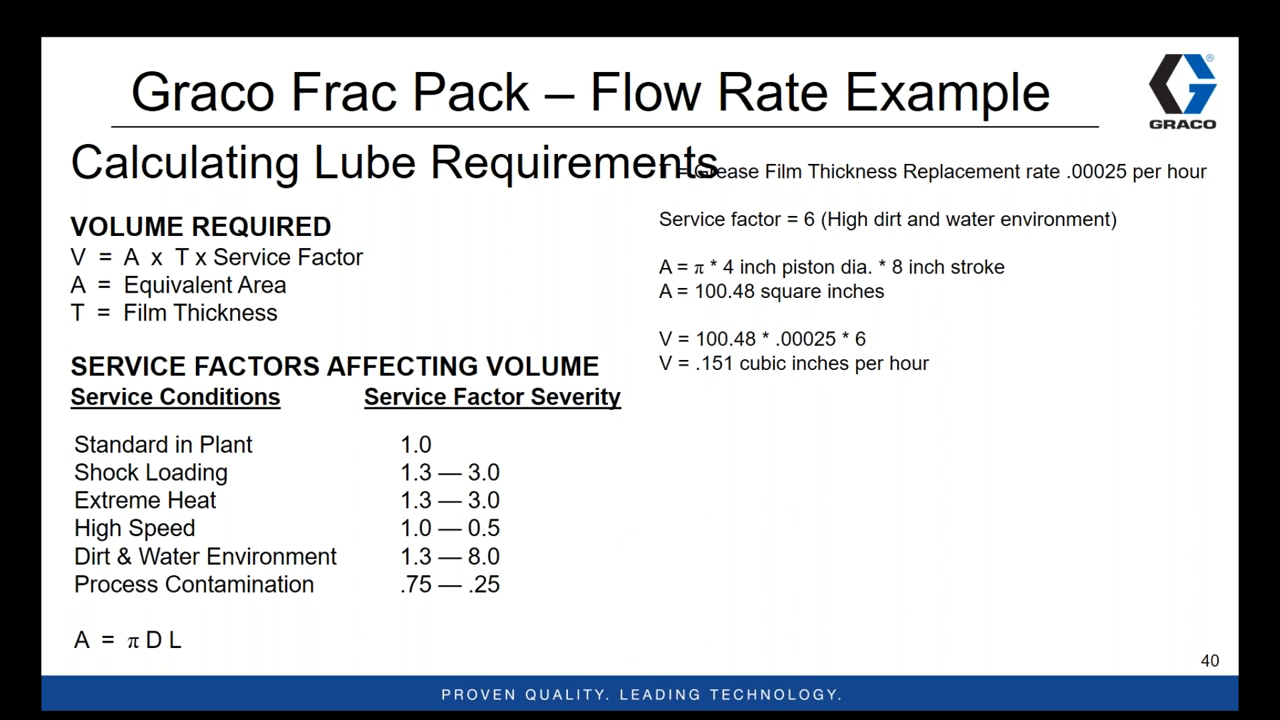 Graco Frac Pack – Flow Rate Example
GRACO
Calculating Lube Requirements
VOLUME REQUIRED
V = A x T x Service Factor
A = Equivalent Area
T = Film Thickness
SERVICE FACTORS AFFECTING VOLUME
Service Conditions Service Factor Severity
Standard in Plant 1.0
Shock Loading 1.3 — 3.0
Extreme Heat 1.3 — 3.0
High Speed 1.0 — 0.5
Dirt & Water Environment 1.3 — 8.0
Process Contamination .75 — .25
A = π D L
T = Grease Film Thickness Replacement rate .00025 per hour
Service factor = 6 (High dirt and water environment)
A = π * 4 inch piston dia. * 8 inch stroke
A = 100.48 square inches
V = 100.48 * .00025 * 6
V = .151 cubic inches per hour
40
PROVEN QUALITY. LEADING TECHNOLOGY.